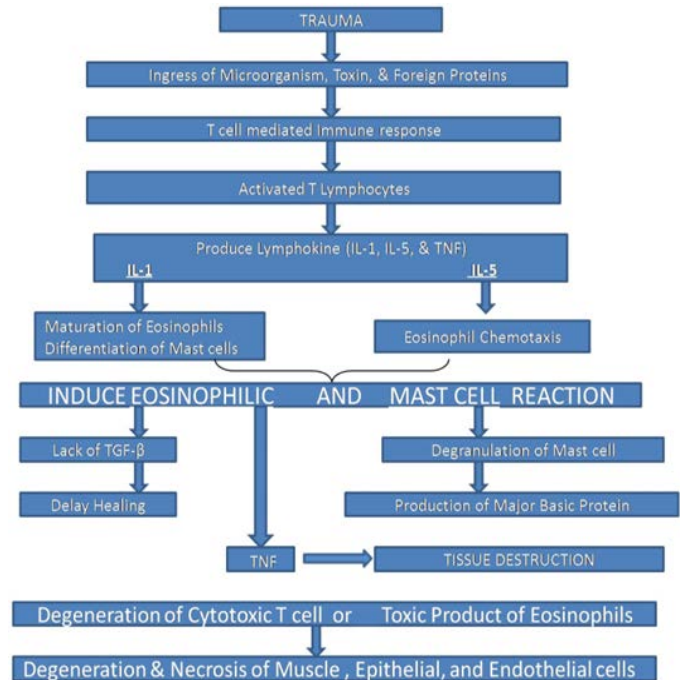 TRAUMA
Ingress of Microorganism, Toxin, & Foreign Proteins
T cell mediated Immune response
Activated T Lymphocytes
Produce Lymphokine (IL-1, IL-5, & TNF)
IL-1
IL-5
Maturation of Eosinophils
Differentiation of Mast cells
Eosinophil Chemotaxis
INDUCE EOSINOPHILIC AND MAST CELL REACTION
Lack of TGF-β
Degranulation of Mast cell
Delay Healing
Production of Major Basic Protein
TNF
TISSUE DESTRUCTION
Degeneration of Cytotoxic T cell or Toxic Product of Eosinophils
Degeneration & Necrosis of Muscle , Epithelial, and Endothelial cells